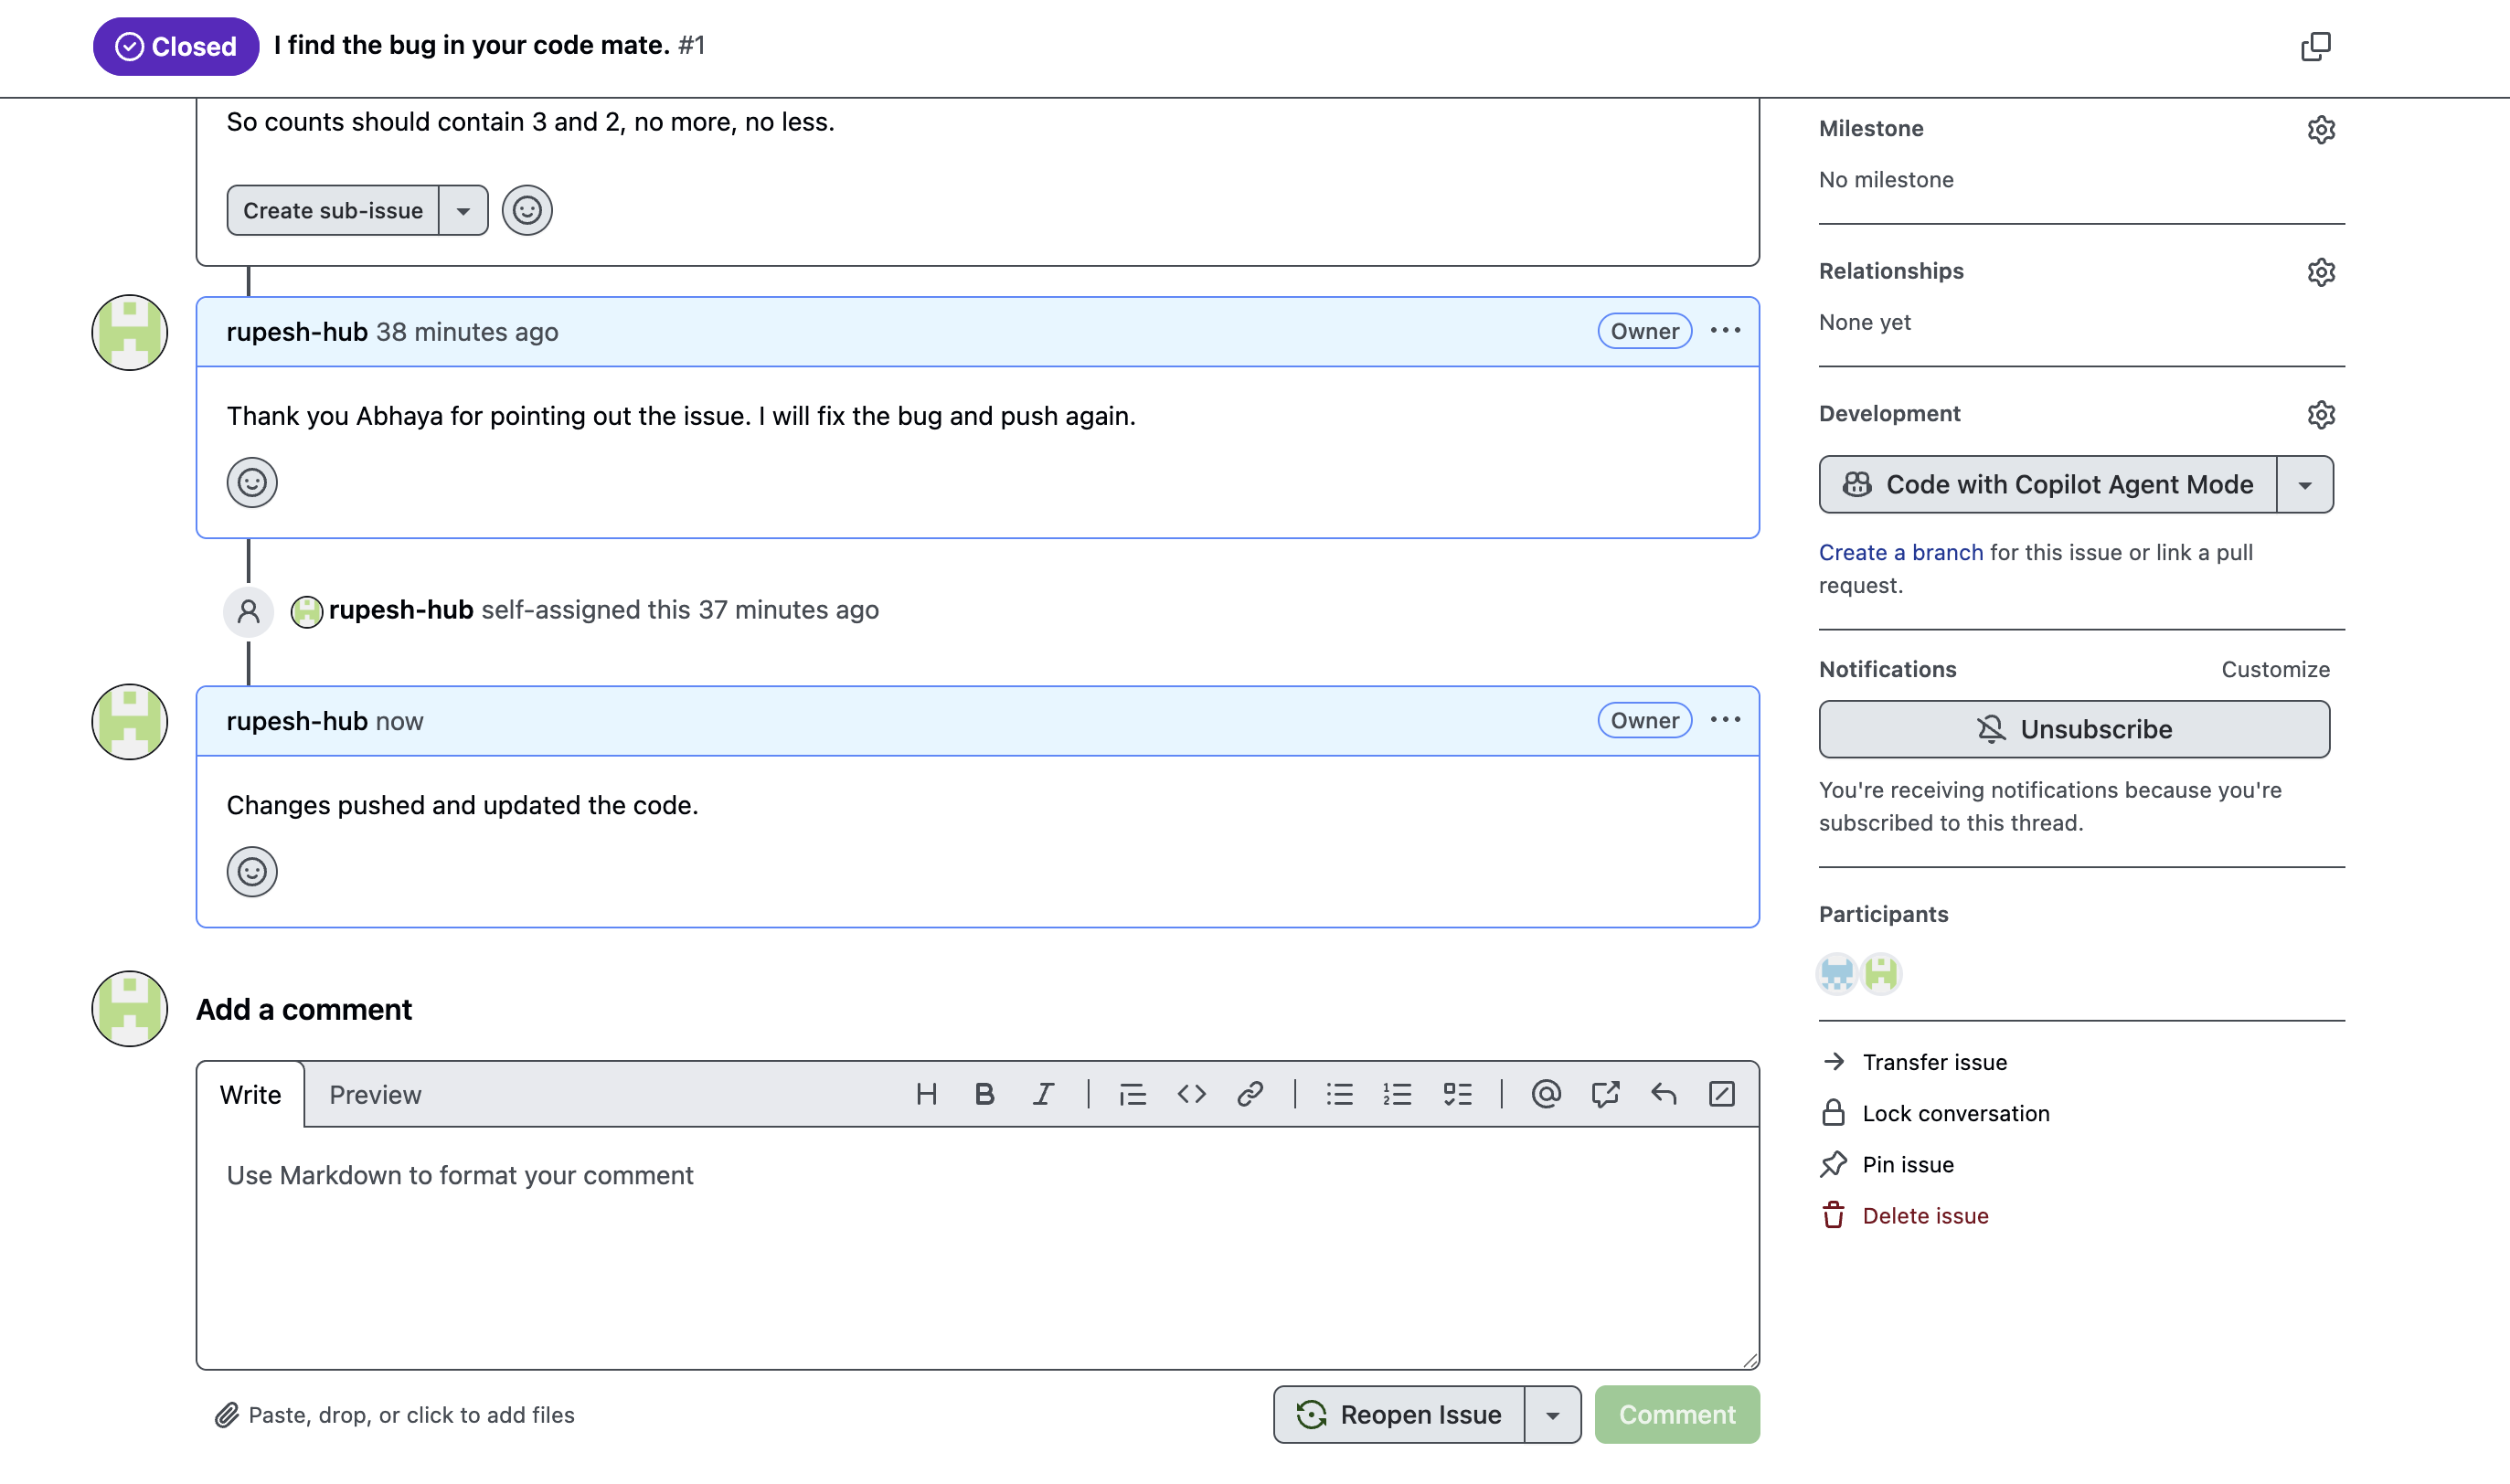 Closed I find the bug in your code mate. #1
So counts should contain 3 and 2, no more, no less.
Create sub-issue
rupesh-hub 38 minutes ago Owner
Thank you Abhaya for pointing out the issue. I will fix the bug and push again.
rupesh-hub self-assigned this 37 minutes ago
rupesh-hub now Owner
Changes pushed and updated the code.
Add a comment
Write Preview
Use Markdown to format your comment
Paste, drop, or click to add files
Reopen Issue Comment
Milestone
No milestone
Relationships
None yet
Development
Code with Copilot Agent Mode
Create a branch for this issue or link a pull
request.
Notifications Customize
Unsubscribe
You're receiving notifications because you're
subscribed to this thread.
Participants
Transfer issue
Lock conversation
Pin issue
Delete issue